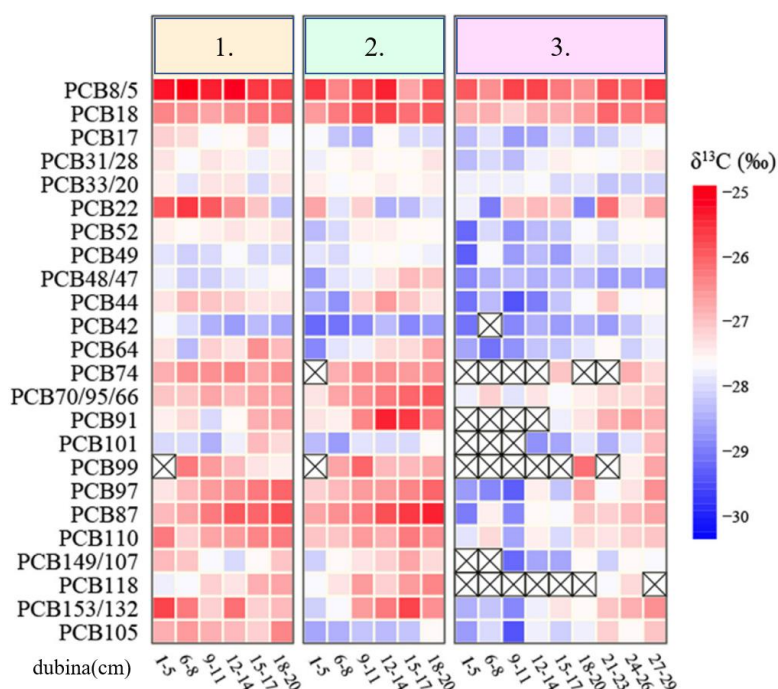 1. 2. 3.
PCB8/5
PCB18
PCB17
PCB31/28
PCB33/20
PCB22
PCB52
PCB49
PCB48/47
PCB44
PCB42
PCB64
PCB74
PCB70/95/66
PCB91
PCB101
PCB99
PCB97
PCB87
PCB110
PCB149/107
PCB118
PCB153/132
PCB105
δ¹³C (‰)
−25
−26
−27
−28
−29
−30
dubina(cm) 1-5 6-8 9-11 12-14 15-17 18-20 1-5 6-8 9-11 12-14 15-17 18-20 1-5 6-8 9-11 12-14 15-17 18-20 21-23 24-26 27-29